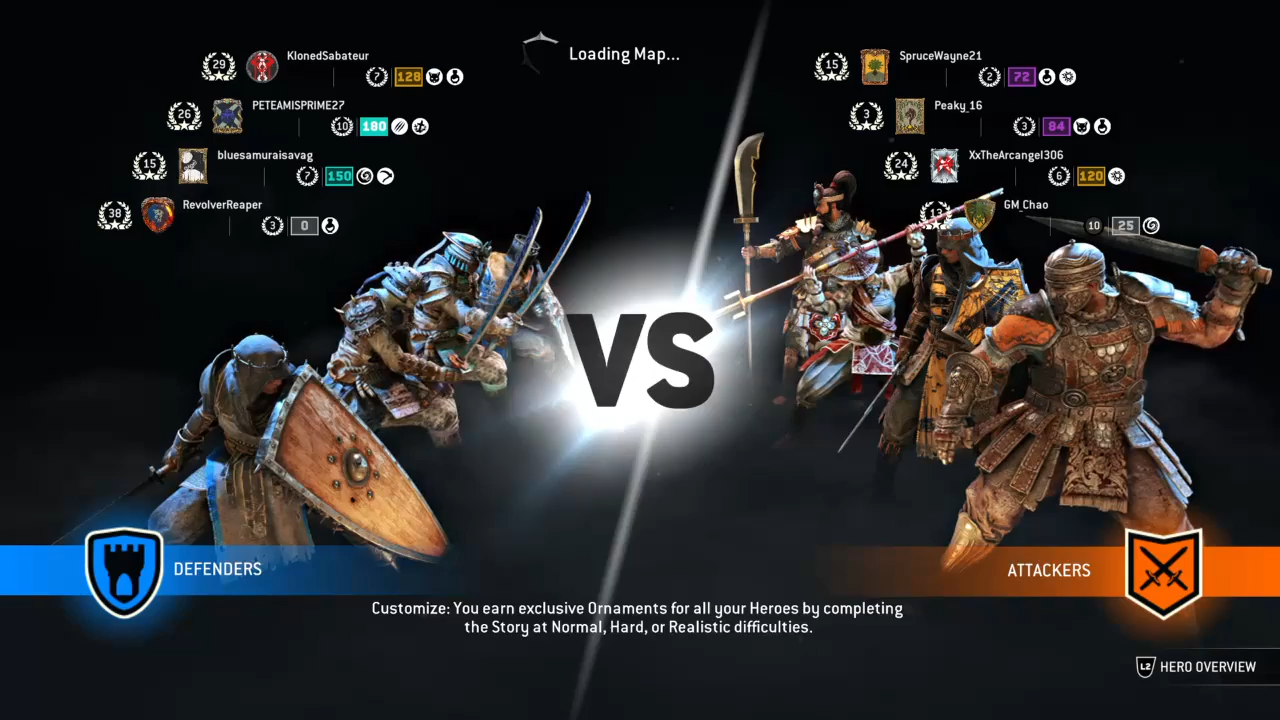 Loading Map...
29 KlonedSabateur
7 128
26 PETEAMISPRIME27
10 180
15 bluesamuraisavag
7 150
38 RevolverReaper
3 0
15 SpruceWayne21
2 72
3 Peaky_16
3 84
24 XxTheArcangel306
6 120
13 GM_Chao
10 25
VS
DEFENDERS
ATTACKERS
Customize: You earn exclusive Ornaments for all your Heroes by completing
the Story at Normal, Hard, or Realistic difficulties.
L2 HERO OVERVIEW